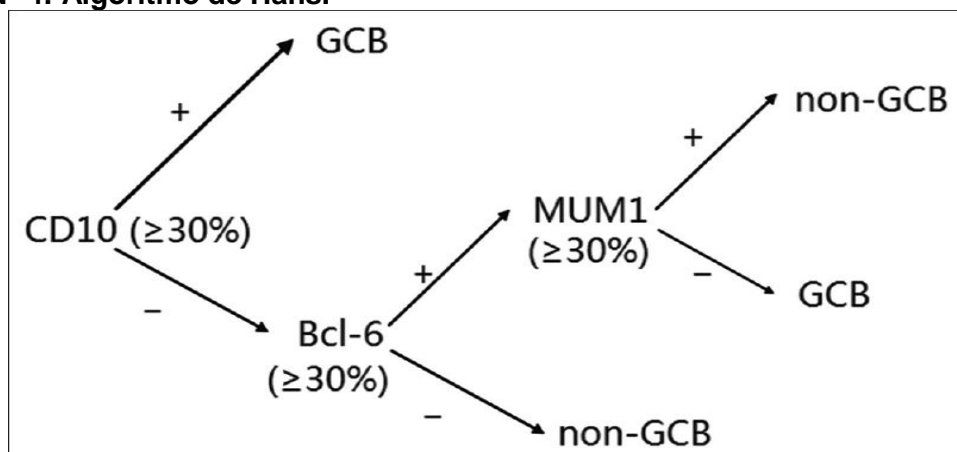 4. Algoritmo de Hans.
GCB
+
non-GCB
+
CD10 (≥30%)
MUM1
(≥30%)
+
−
−
GCB
Bcl-6
(≥30%)
−
non-GCB